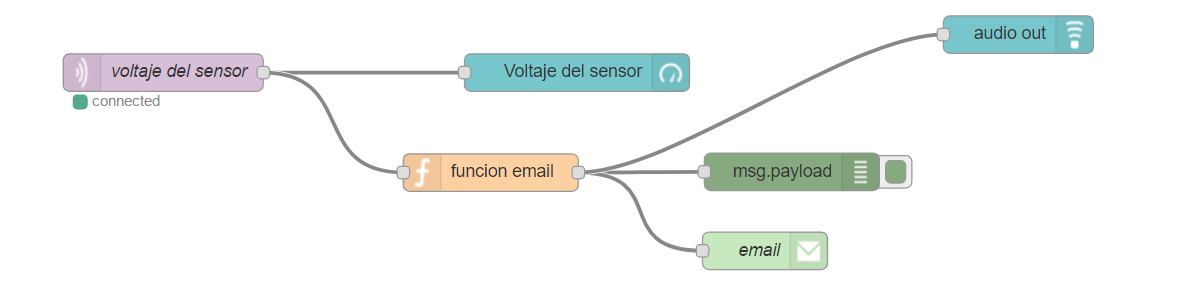 audio out
voltaje del sensor
Voltaje del sensor
connected
funcion email
msg.payload
email